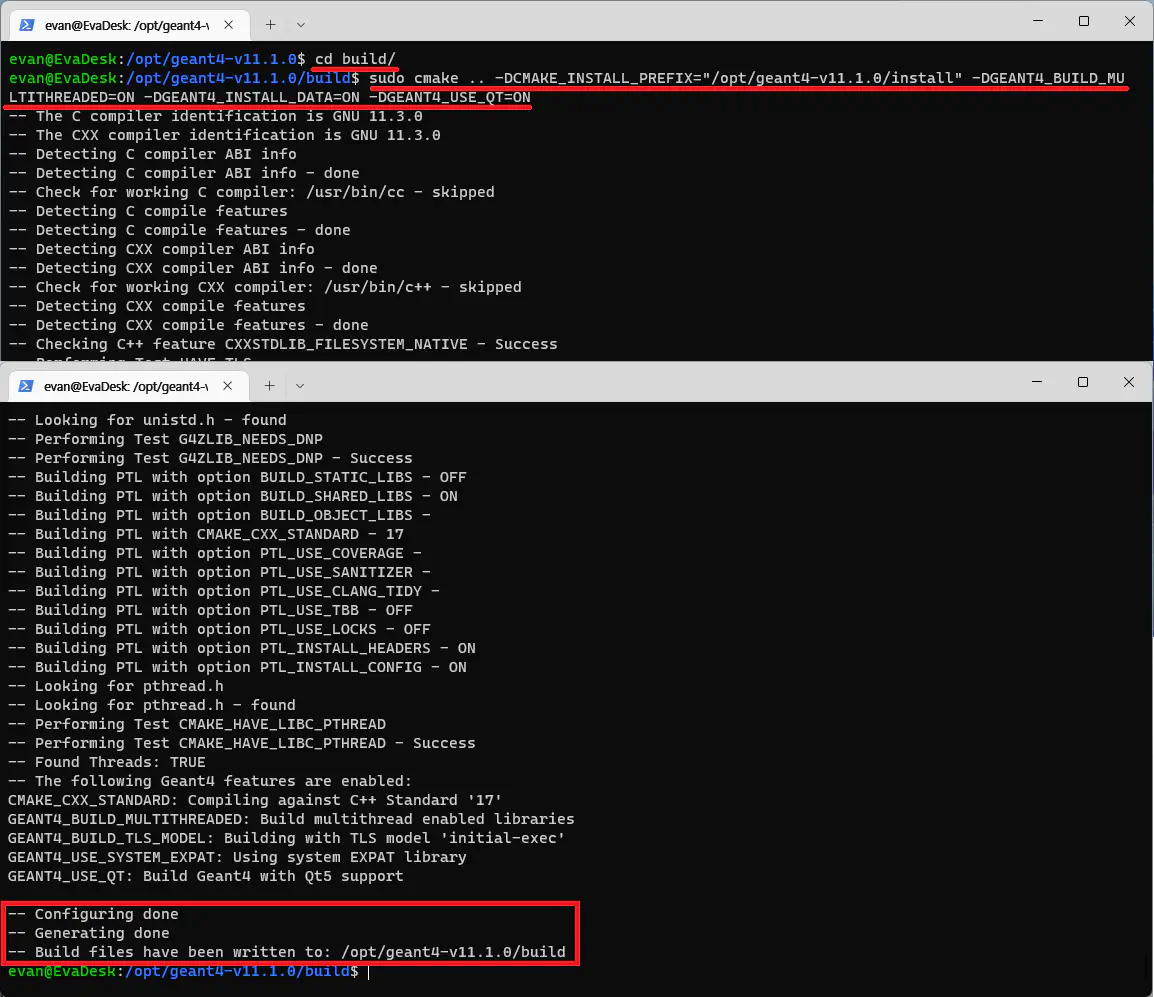 evan@EvaDesk: /opt/geant4-v
evan@EvaDesk:/opt/geant4-v11.1.0$ cd build/
evan@EvaDesk:/opt/geant4-v11.1.0/build$ sudo cmake .. -DCMAKE_INSTALL_PREFIX="/opt/geant4-v11.1.0/install" -DGEANT4_BUILD_MU
LTITHREADED=ON -DGEANT4_INSTALL_DATA=ON -DGEANT4_USE_QT=ON
-- The C compiler identification is GNU 11.3.0
-- The CXX compiler identification is GNU 11.3.0
-- Detecting C compiler ABI info
-- Detecting C compiler ABI info - done
-- Check for working C compiler: /usr/bin/cc - skipped
-- Detecting C compile features
-- Detecting C compile features - done
-- Detecting CXX compiler ABI info
-- Detecting CXX compiler ABI info - done
-- Check for working CXX compiler: /usr/bin/c++ - skipped
-- Detecting CXX compile features
-- Detecting CXX compile features - done
-- Checking C++ feature CXXSTDLIB_FILESYSTEM_NATIVE - Success
-- Performing Test HAVE_TLS
evan@EvaDesk: /opt/geant4-v
-- Looking for unistd.h - found
-- Performing Test G4ZLIB_NEEDS_DNP
-- Performing Test G4ZLIB_NEEDS_DNP - Success
-- Building PTL with option BUILD_STATIC_LIBS - OFF
-- Building PTL with option BUILD_SHARED_LIBS - ON
-- Building PTL with option BUILD_OBJECT_LIBS -
-- Building PTL with CMAKE_CXX_STANDARD - 17
-- Building PTL with option PTL_USE_COVERAGE -
-- Building PTL with option PTL_USE_SANITIZER -
-- Building PTL with option PTL_USE_CLANG_TIDY -
-- Building PTL with option PTL_USE_TBB - OFF
-- Building PTL with option PTL_USE_LOCKS - OFF
-- Building PTL with option PTL_INSTALL_HEADERS - ON
-- Building PTL with option PTL_INSTALL_CONFIG - ON
-- Looking for pthread.h
-- Looking for pthread.h - found
-- Performing Test CMAKE_HAVE_LIBC_PTHREAD
-- Performing Test CMAKE_HAVE_LIBC_PTHREAD - Success
-- Found Threads: TRUE
-- The following Geant4 features are enabled:
CMAKE_CXX_STANDARD: Compiling against C++ Standard '17'
GEANT4_BUILD_MULTITHREADED: Build multithread enabled libraries
GEANT4_BUILD_TLS_MODEL: Building with TLS model 'initial-exec'
GEANT4_USE_SYSTEM_EXPAT: Using system EXPAT library
GEANT4_USE_QT: Build Geant4 with Qt5 support
-- Configuring done
-- Generating done
-- Build files have been written to: /opt/geant4-v11.1.0/build
evan@EvaDesk:/opt/geant4-v11.1.0/build$